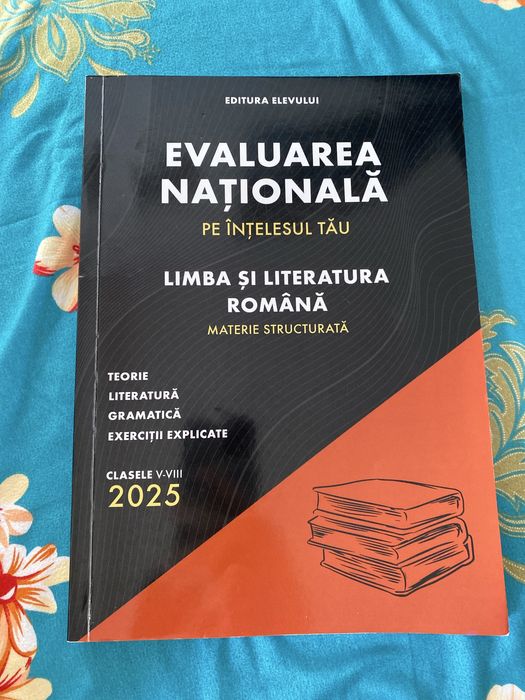 EDITURA ELEVULUI
EVALUAREA
NAȚIONALĂ
PE ÎNȚELESUL TĂU
LIMBA ȘI LITERATURA
ROMÂNĂ
MATERIE STRUCTURATĂ
TEORIE
LITERATURĂ
GRAMATICĂ
EXERCIȚII EXPLICATE
CLASELE V-VIII
2025